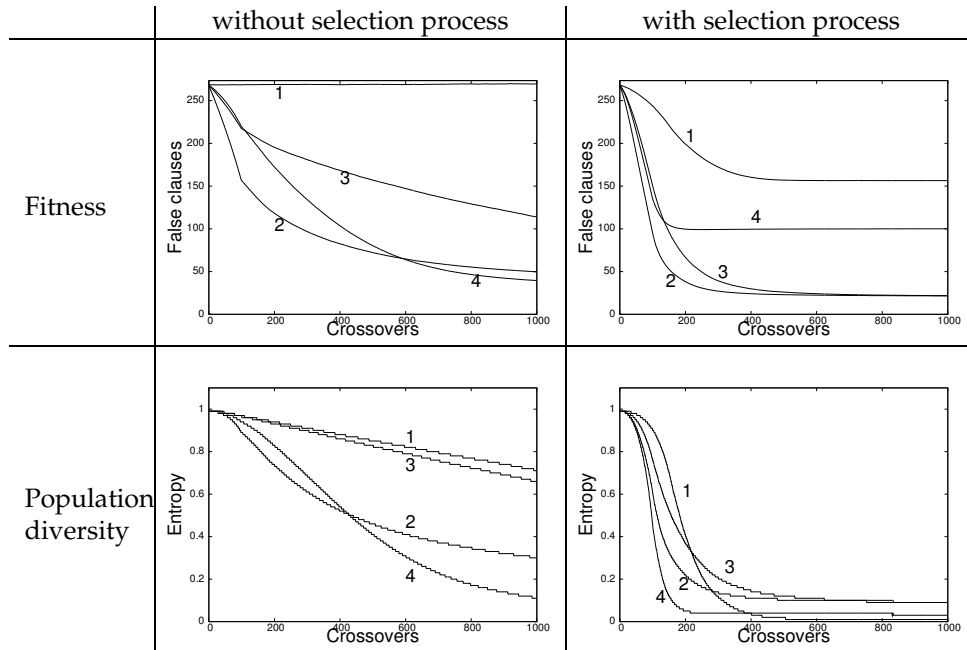 without selection process
with selection process
Fitness
False clauses
250
200
150
100
50
0
0 200 400 600 800 1000
Crossovers
1
3
2
4
False clauses
250
200
150
100
50
0
0 200 400 600 800 1000
Crossovers
1
4
3
2
Population
diversity
Entropy
1
0.8
0.6
0.4
0.2
0
0 200 400 600 800 1000
Crossovers
1
3
2
4
Entropy
1
0.8
0.6
0.4
0.2
0
0 200 400 600 800 1000
Crossovers
1
3
2
4